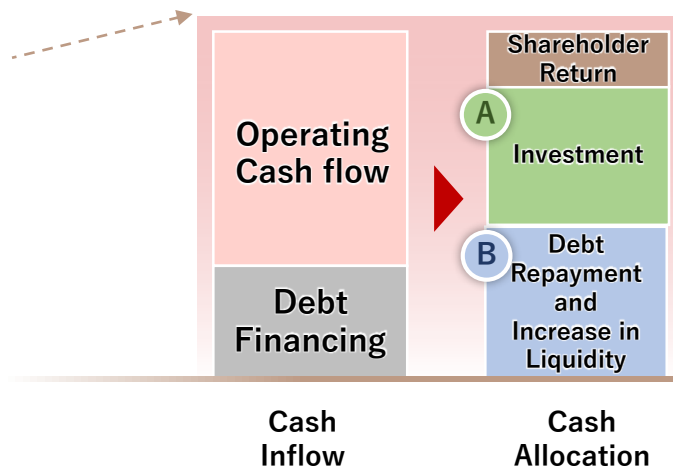 Operating
Cash flow
Debt
Financing
Shareholder
Return
A
Investment
B
Debt
Repayment
and
Increase in
Liquidity
Cash
Inflow
Cash
Allocation